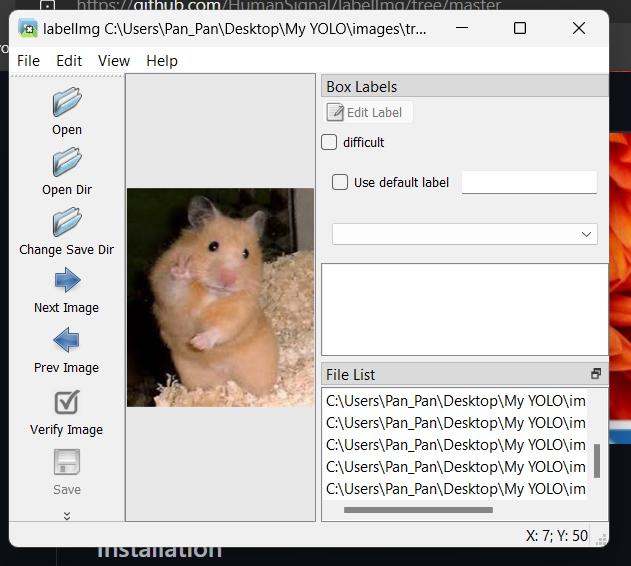 https://github.com/HumanSignal/labelImg/tree/master
labelImg C:\Users\Pan_Pan\Desktop\My YOLO\images\tr...
File Edit View Help
Open
Open Dir
Change Save Dir
Next Image
Prev Image
Verify Image
Save
Box Labels
Edit Label
difficult
Use default label
File List
C:\Users\Pan_Pan\Desktop\My YOLO\im
C:\Users\Pan_Pan\Desktop\My YOLO\im
C:\Users\Pan_Pan\Desktop\My YOLO\im
C:\Users\Pan_Pan\Desktop\My YOLO\im
C:\Users\Pan_Pan\Desktop\My YOLO\im
X: 7; Y: 50
Installation